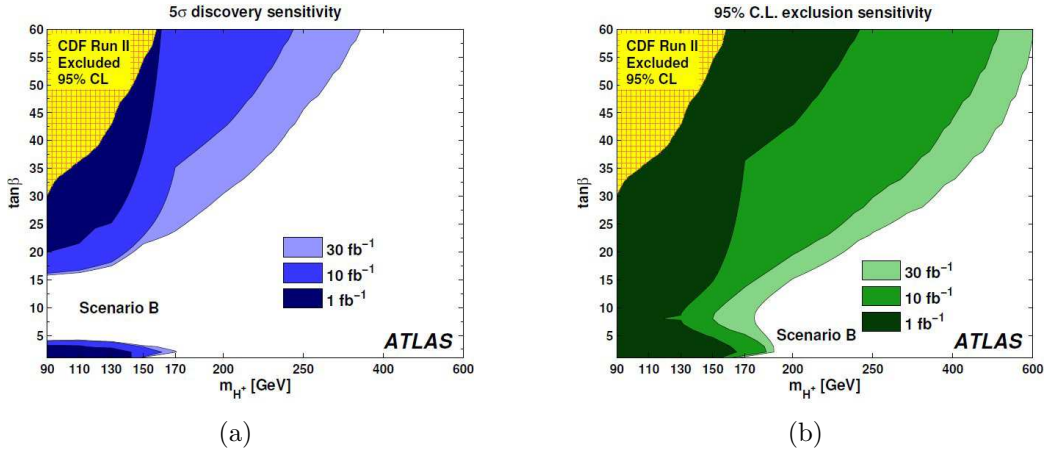 5σ discovery sensitivity
60
55
50
45
40
35
30
25
20
15
10
5
tanβ
CDF Run II
Excluded
95% CL
30 fb⁻¹
10 fb⁻¹
1 fb⁻¹
Scenario B
ATLAS
90 110 130 150 170 200 250 400 600
m_H⁺ [GeV]
(a)
95% C.L. exclusion sensitivity
60
55
50
45
40
35
30
25
20
15
10
5
tanβ
CDF Run II
Excluded
95% CL
30 fb⁻¹
10 fb⁻¹
1 fb⁻¹
Scenario B
ATLAS
90 110 130 150 170 200 250 400 600
m_H⁺ [GeV]
(b)